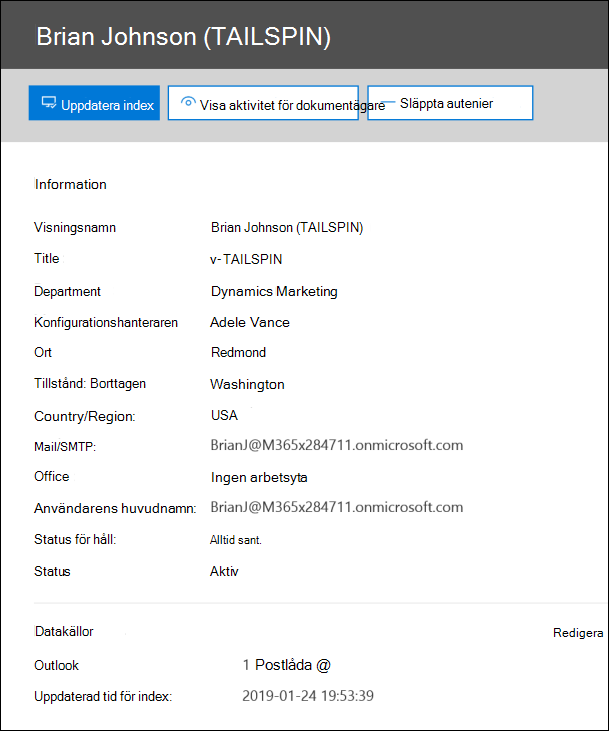 Brian Johnson (TAILSPIN)
Uppdatera index Visa aktivitet för dokumentägare Släppta autenier
Information
Visningsnamn Brian Johnson (TAILSPIN)
Title v-TAILSPIN
Department Dynamics Marketing
Konfigurationshanteraren Adele Vance
Ort Redmond
Tillstånd: Borttagen Washington
Country/Region: USA
Mail/SMTP: BrianJ@M365x284711.onmicrosoft.com
Office Ingen arbetsyta
Användarens huvudnamn: BrianJ@M365x284711.onmicrosoft.com
Status för håll: Alltid sant.
Status Aktiv
Datakällor Redigera
Outlook 1 Postlåda @
Uppdaterad tid för index: 2019-01-24 19:53:39